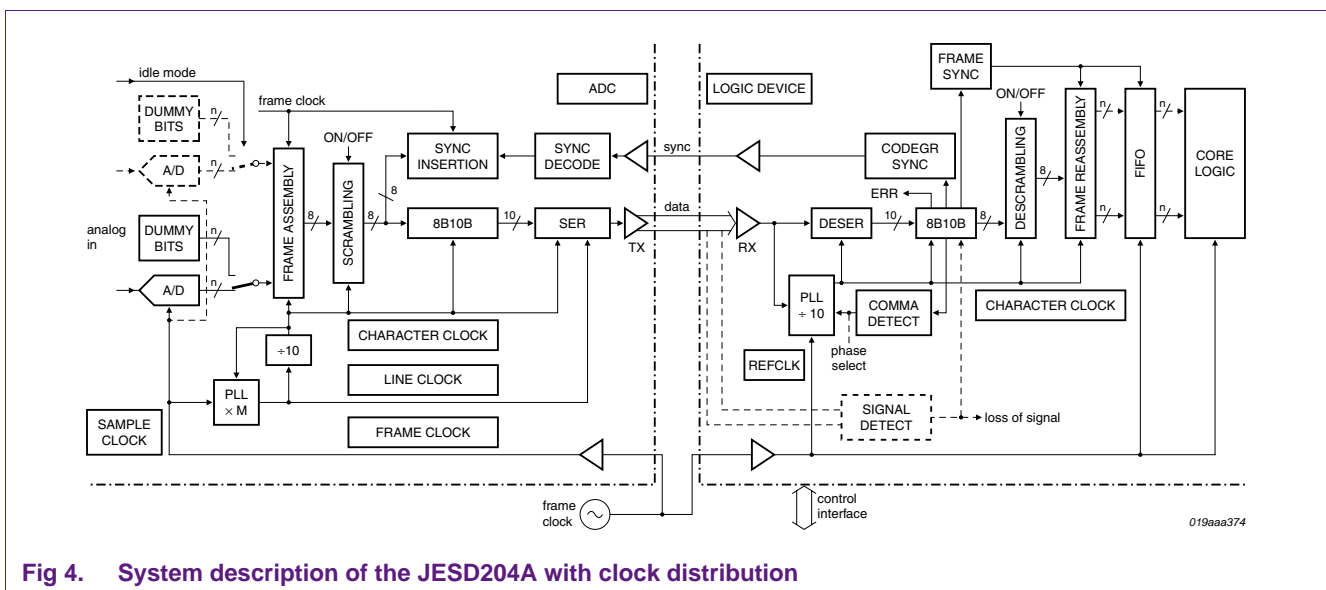 idle mode
DUMMY
BITS
n
A/D
n
analog
in
DUMMY
BITS
n
A/D
n
SAMPLE
CLOCK
PLL
× M
÷10
frame clock
FRAME ASSEMBLY
8
ON/OFF
SCRAMBLING
8
8
SYNC
INSERTION
SYNC
DECODE
8B10B
10
SER
TX
ADC
CHARACTER CLOCK
LINE CLOCK
FRAME CLOCK
sync
data
frame
clock
LOGIC DEVICE
RX
CODEGR
SYNC
ERR
DESER
10
8B10B
8
FRAME
SYNC
ON/OFF
DESCRAMBLING
8
FRAME REASSEMBLY
n
n
FIFO
n
n
CORE
LOGIC
PLL
÷ 10
COMMA
DETECT
CHARACTER CLOCK
phase
select
REFCLK
SIGNAL
DETECT
loss of signal
control
interface
019aaa374
Fig 4. System description of the JESD204A with clock distribution